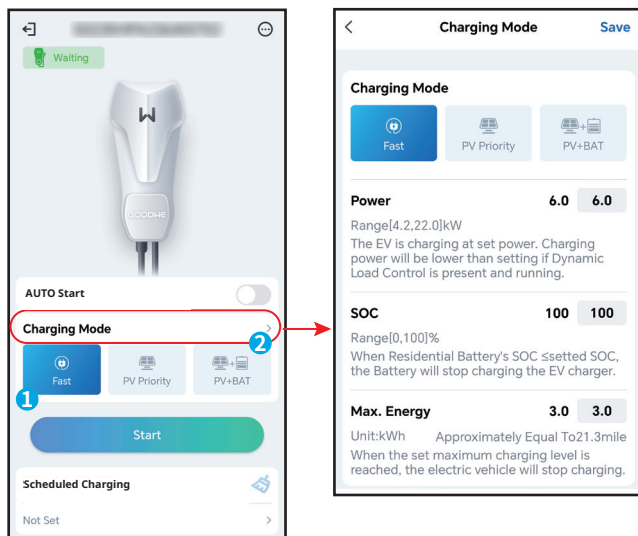 Waiting
GOODWE
AUTO Start
Charging Mode
2
Fast
PV Priority
PV+BAT
1
Start
Scheduled Charging
Not Set
Charging Mode
Save
Charging Mode
Fast
PV Priority
PV+BAT
Power 6.0 6.0
Range[4.2,22.0]kW
The EV is charging at set power. Charging
power will be lower than setting if Dynamic
Load Control is present and running.
SOC 100 100
Range[0,100]%
When Residential Battery's SOC ≤setted SOC,
the Battery will stop charging the EV charger.
Max. Energy 3.0 3.0
Unit:kWh Approximately Equal To21.3mile
When the set maximum charging level is
reached, the electric vehicle will stop charging.